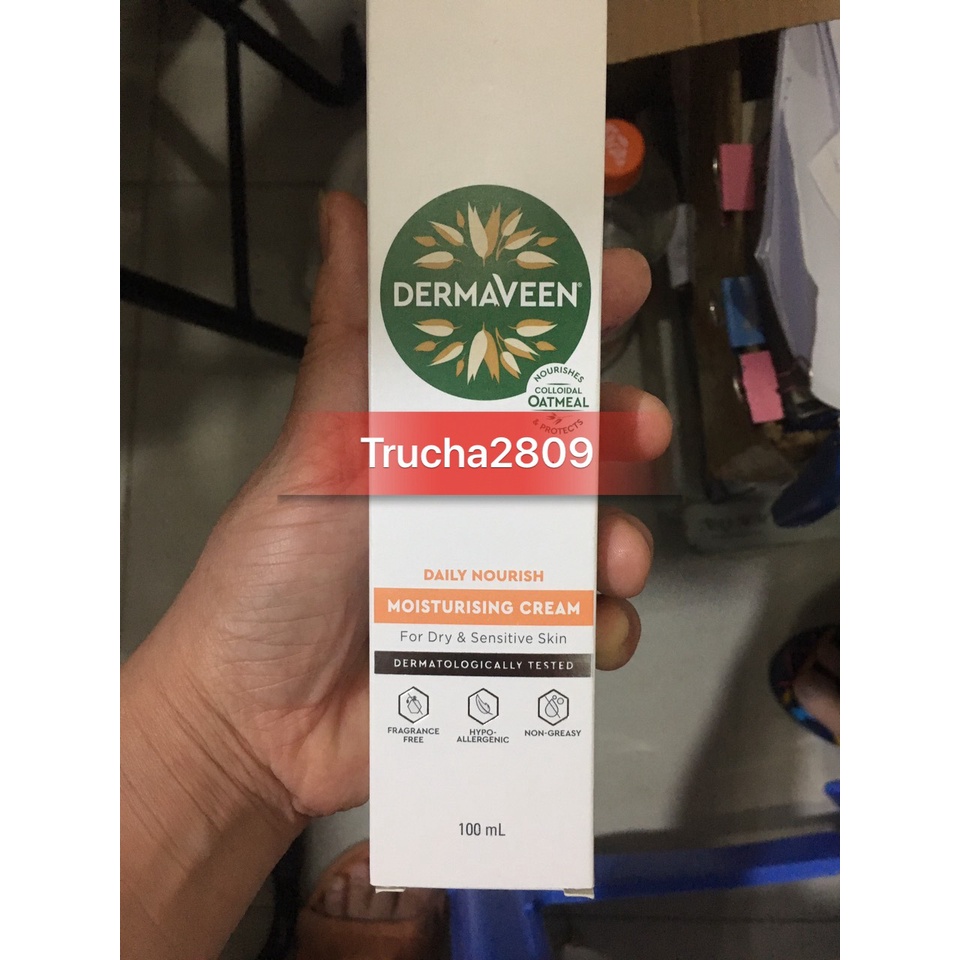 DERMAVEEN®
NOURISHES
COLLOIDAL
OATMEAL
& PROTECTS
Trucha2809
DAILY NOURISH
MOISTURISING CREAM
For Dry & Sensitive Skin
DERMATOLOGICALLY TESTED
FRAGRANCE
FREE
HYPO-
ALLERGENIC
NON-GREASY
100 mL